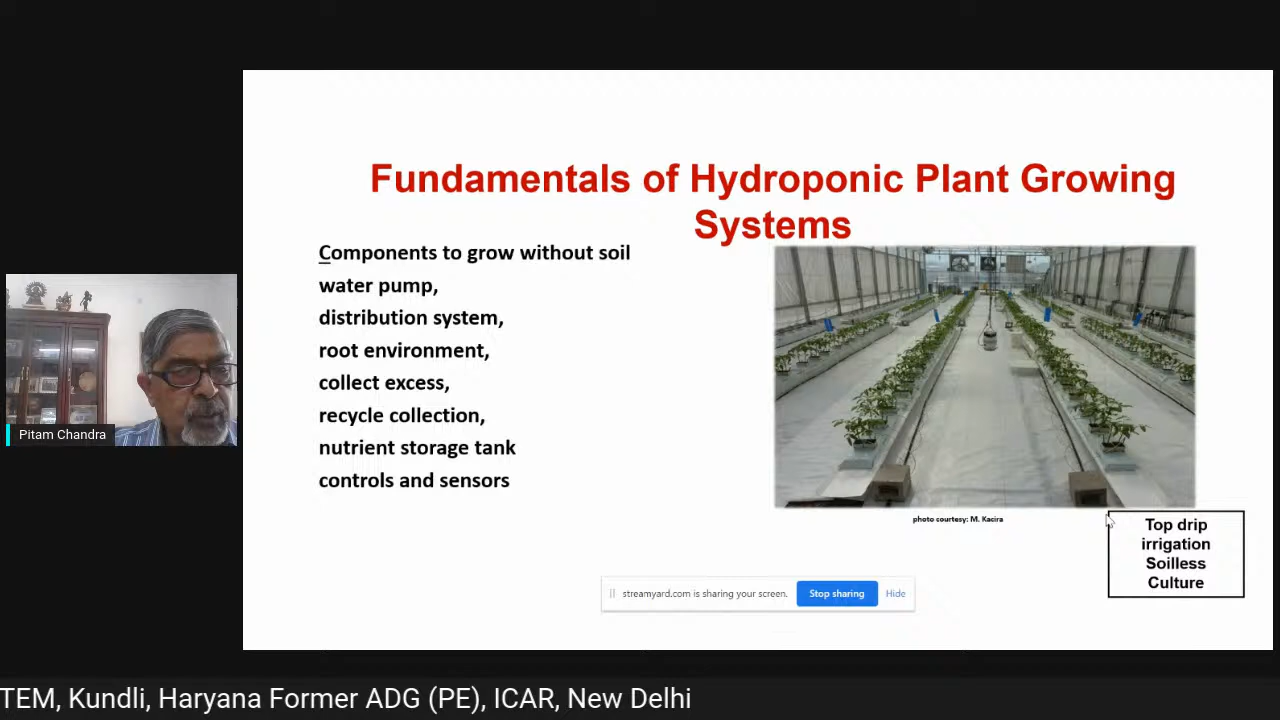 Fundamentals of Hydroponic Plant Growing
Systems
Components to grow without soil
water pump,
distribution system,
root environment,
collect excess,
recycle collection,
nutrient storage tank
controls and sensors
photo courtesy: M. Kacira
Top drip
irrigation
Soilless
Culture
streamyard.com is sharing your screen.
Stop sharing
Hide
Pitam Chandra
TEM, Kundli, Haryana Former ADG (PE), ICAR, New Delhi